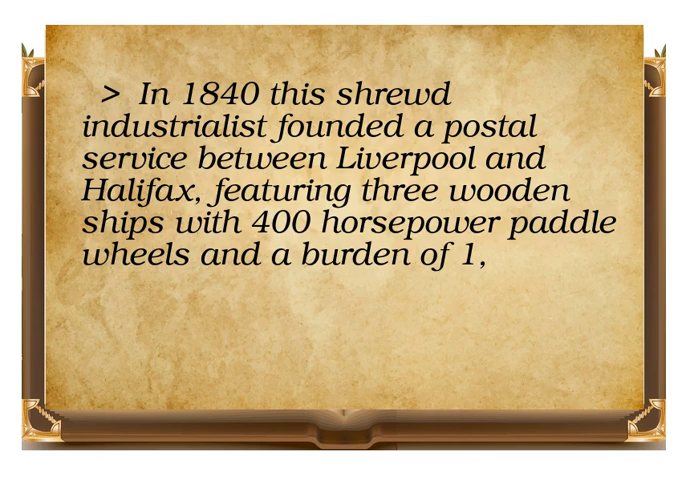 > In 1840 this shrewd
industrialist founded a postal
service between Liverpool and
Halifax, featuring three wooden
ships with 400 horsepower paddle
wheels and a burden of 1,